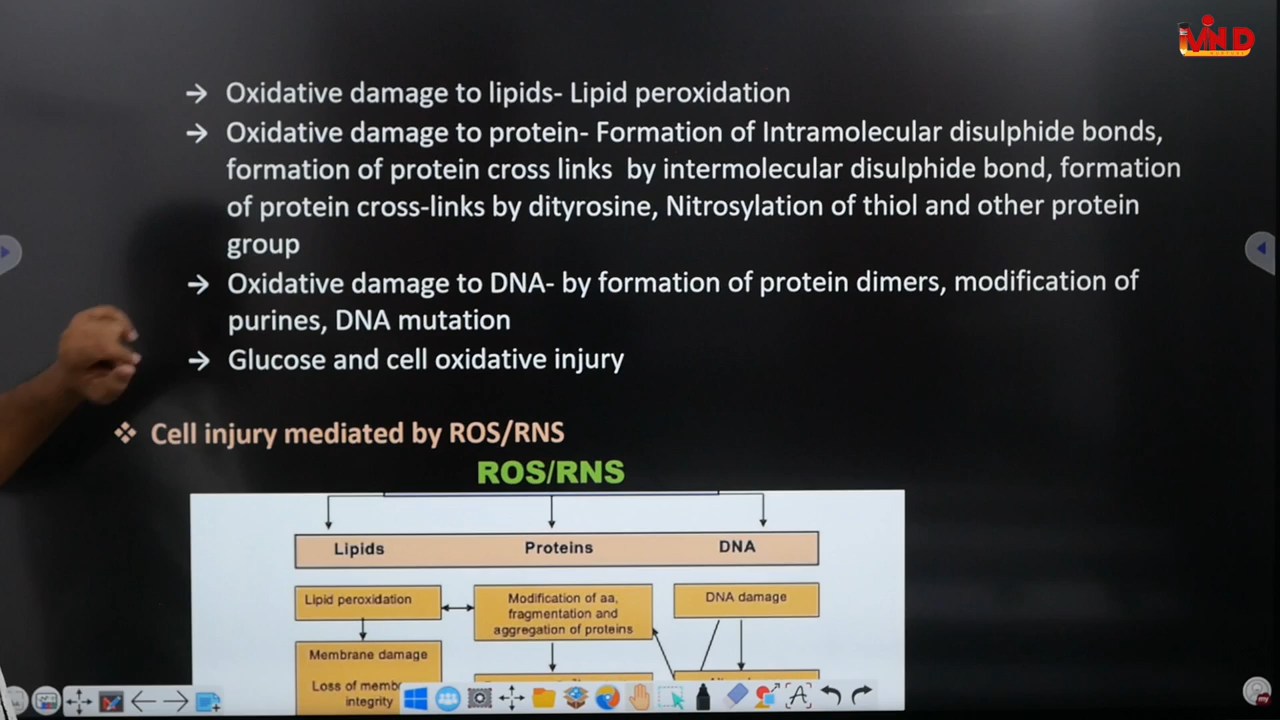 MIND
→ Oxidative damage to lipids- Lipid peroxidation
→ Oxidative damage to protein- Formation of Intramolecular disulphide bonds,
formation of protein cross links by intermolecular disulphide bond, formation
of protein cross-links by dityrosine, Nitrosylation of thiol and other protein
group
→ Oxidative damage to DNA- by formation of protein dimers, modification of
purines, DNA mutation
→ Glucose and cell oxidative injury
❖ Cell injury mediated by ROS/RNS
ROS/RNS
Lipids
Proteins
DNA
Lipid peroxidation
Modification of aa,
fragmentation and
aggregation of proteins
DNA damage
Membrane damage
Loss of memb
integrity